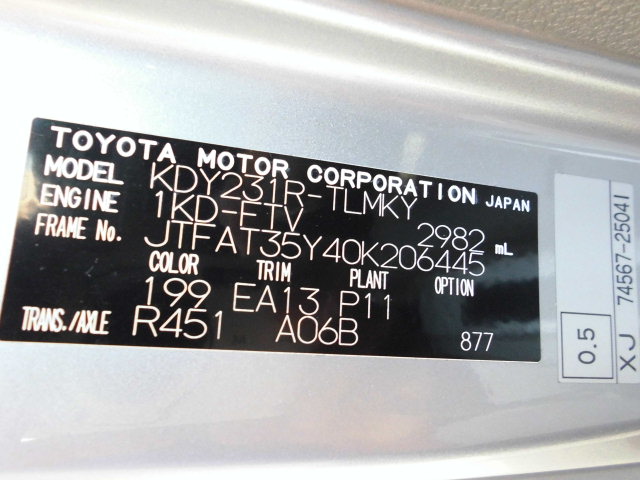 TOYOTA MOTOR CORPORATION JAPAN
MODEL KDY231R-TLMKY
ENGINE 1KD-FTV 2982 mL
FRAME No. JTFAT35Y40K206445
COLOR TRIM PLANT OPTION
199 EA13 P11
TRANS./AXLE R451 A06B 877
0.5
XJ 74567-25041